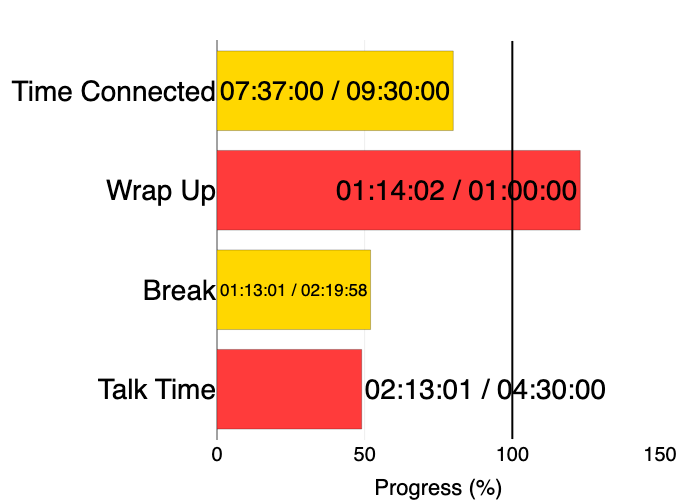 Time Connected 07:37:00 / 09:30:00
Wrap Up 01:14:02 / 01:00:00
Break 01:13:01 / 02:19:58
Talk Time 02:13:01 / 04:30:00
0 50 100 150
Progress (%)